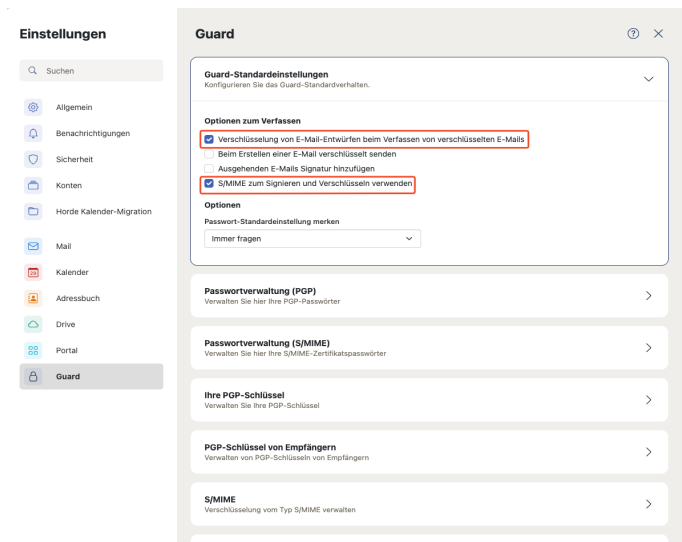 Einstellungen
Suchen
Allgemein
Benachrichtigungen
Sicherheit
Konten
Horde Kalender-Migration
Mail
28
Kalender
Adressbuch
Drive
Portal
Guard
Guard
?
Guard-Standardeinstellungen
Konfigurieren Sie das Guard-Standardverhalten.
Optionen zum Verfassen
Verschlüsselung von E-Mail-Entwürfen beim Verfassen von verschlüsselten E-Mails
Beim Erstellen einer E-Mail verschlüsselt senden
Ausgehenden E-Mails Signatur hinzufügen
S/MIME zum Signieren und Verschlüsseln verwenden
Optionen
Passwort-Standardeinstellung merken
Immer fragen
Passwortverwaltung (PGP)
Verwalten Sie hier Ihre PGP-Passwörter
Passwortverwaltung (S/MIME)
Verwalten Sie hier Ihre S/MIME-Zertifikatspasswörter
Ihre PGP-Schlüssel
Verwalten Sie Ihre PGP-Schlüssel
PGP-Schlüssel von Empfängern
Verwalten von PGP-Schlüsseln von Empfängern
S/MIME
Verschlüsselung vom Typ S/MIME verwalten